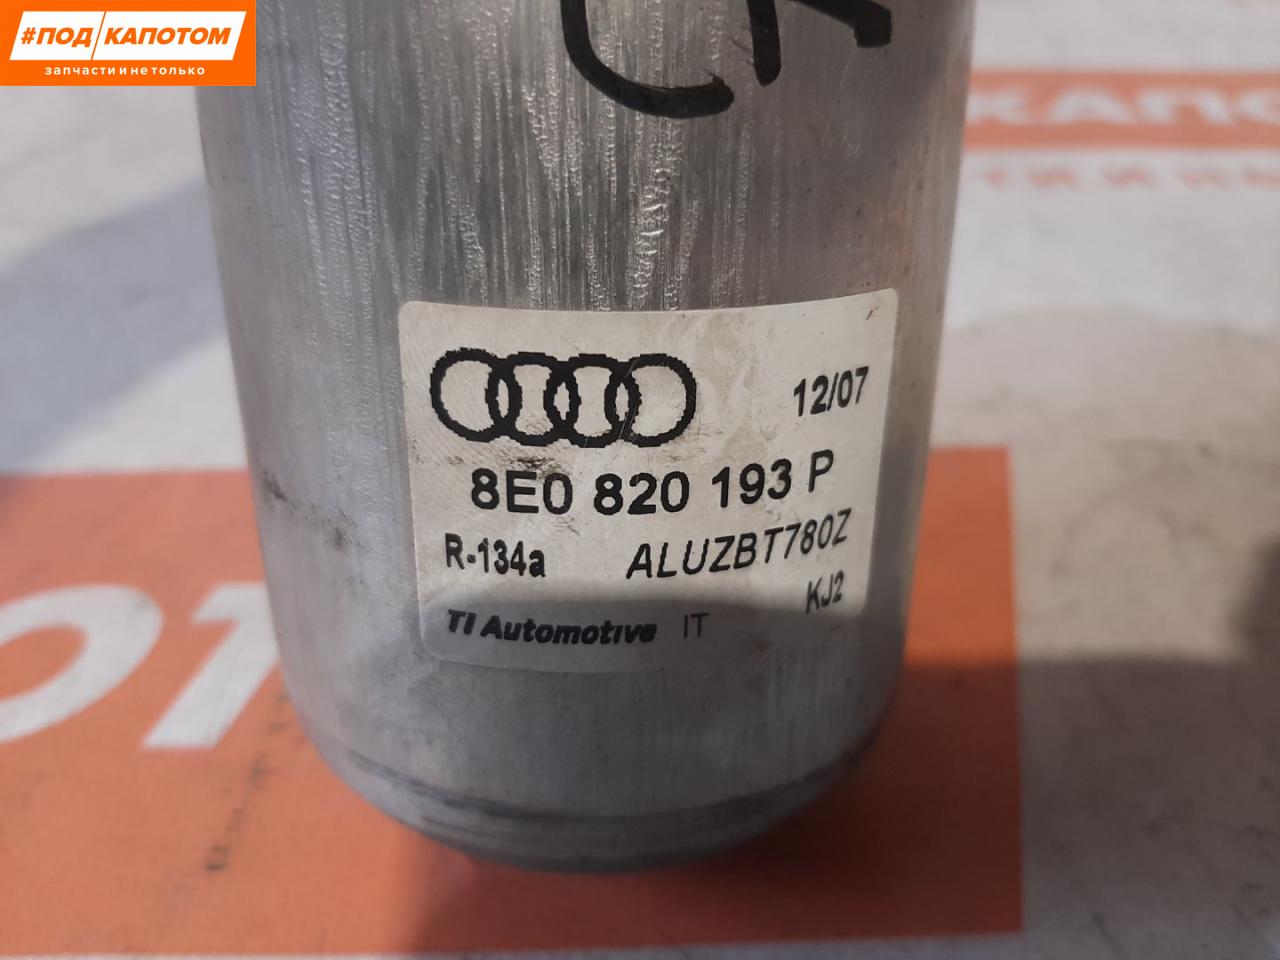 #ПОД КАПОТОМ
запчасти и не только
12/07
8E0 820 193 P
R-134a ALUZBT780Z
KJ2
TI Automotive IT